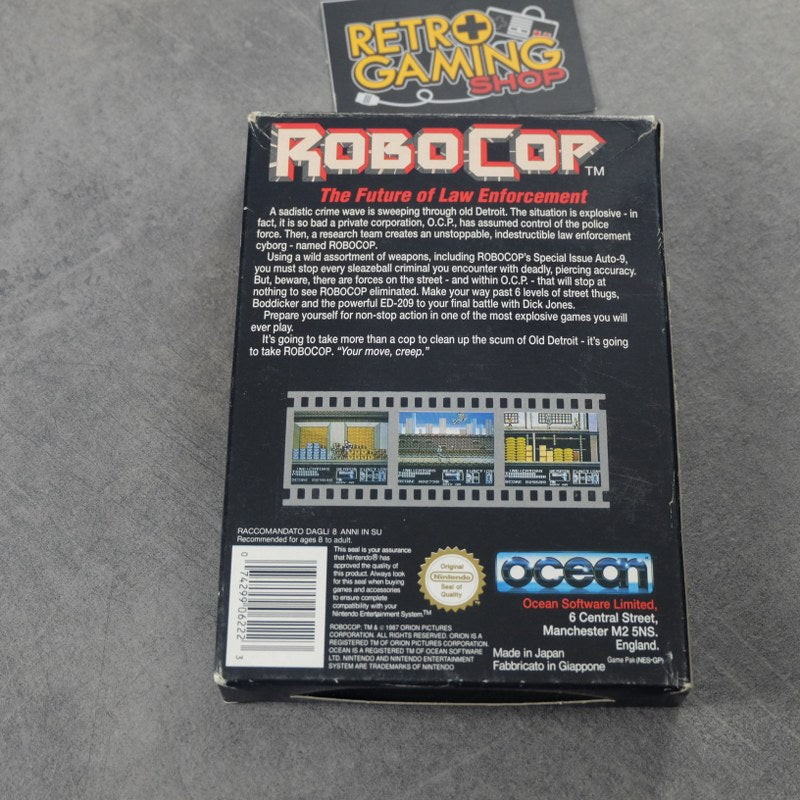 RETRO
GAMING
SHOP
ROBOCOP TM
The Future of Law Enforcement
A sadistic crime wave is sweeping through old Detroit. The situation is explosive - in
fact, it is so bad a private corporation, O.C.P., has assumed control of the police
force. Then, a research team creates an unstoppable, indestructible law enforcement
cyborg - named ROBOCOP.
Using a wild assortment of weapons, including ROBOCOP's Special Issue Auto-9,
you must stop every sleazeball criminal you encounter with deadly, piercing accuracy.
But, beware, there are forces on the street - and within O.C.P. - that will stop at
nothing to see ROBOCOP eliminated. Make your way past 6 levels of street thugs,
Boddicker and the powerful ED-209 to your final battle with Dick Jones.
Prepare yourself for non-stop action in one of the most explosive games you will
ever play.
It's going to take more than a cop to clean up the scum of Old Detroit - it's going
to take ROBOCOP. "Your move, creep."
RACCOMANDATO DAGLI 8 ANNI IN SU
Recommended for ages 8 to adult.
0 74299 06222 3
This seal is your assurance
that Nintendo® has
approved the quality of
this product. Always look
for this seal when buying
games and accessories
to ensure complete
compatibility with your
Nintendo Entertainment System.™
Original
Nintendo
Seal of
Quality
ROBOCOP, TM & © 1987 ORION PICTURES
CORPORATION. ALL RIGHTS RESERVED. ORION IS A
REGISTERED TM OF ORION PICTURES CORPORATION.
OCEAN IS A REGISTERED TM OF OCEAN SOFTWARE
LTD. NINTENDO AND NINTENDO ENTERTAINMENT
SYSTEM ARE TRADEMARKS OF NINTENDO
ocean
Ocean Software Limited,
6 Central Street,
Manchester M2 5NS.
England.
Made in Japan
Fabbricato in Giappone
Game Pak (NES-GP)